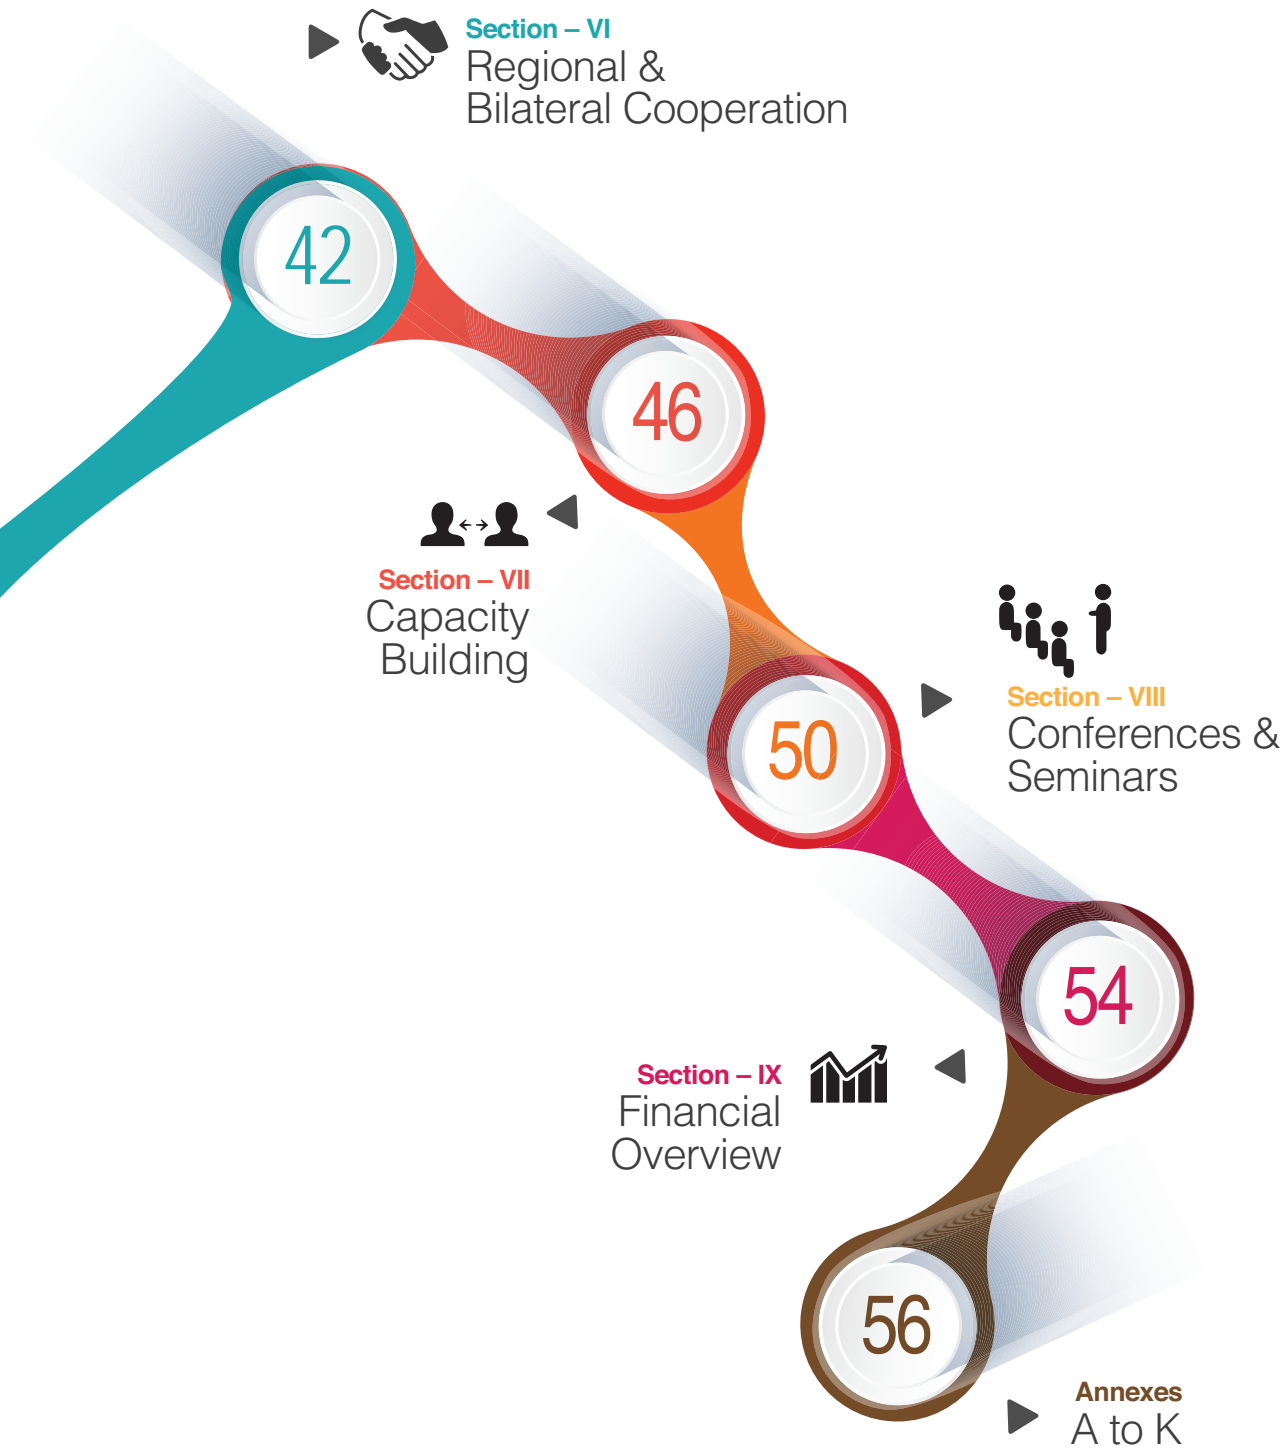 Section – VI
Regional &
Bilateral Cooperation
42
46
Section – VII
Capacity
Building
50
Section – VIII
Conferences &
Seminars
54
Section – IX
Financial
Overview
56
Annexes
A to K